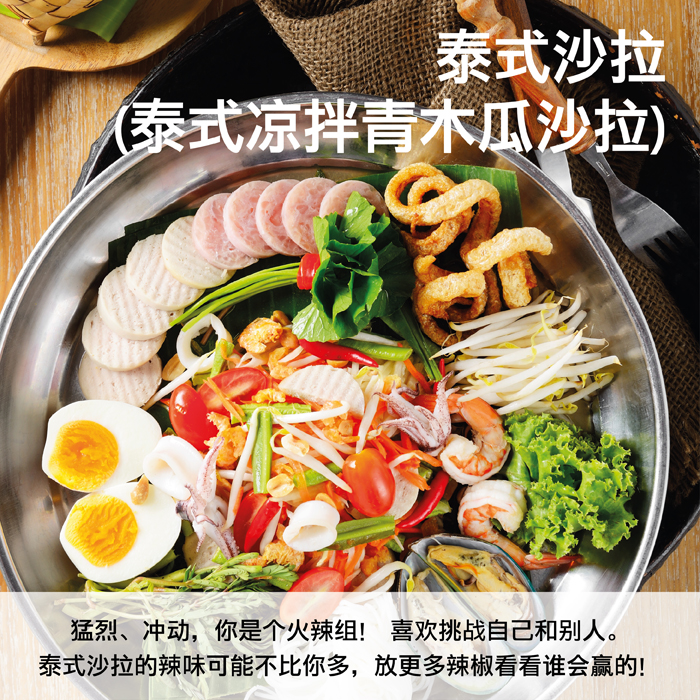 泰式沙拉
(泰式凉拌青木瓜沙拉)
猛烈、冲动，你是个火辣组！ 喜欢挑战自己和别人。
泰式沙拉的辣味可能不比你多，放更多辣椒看看谁会赢的！